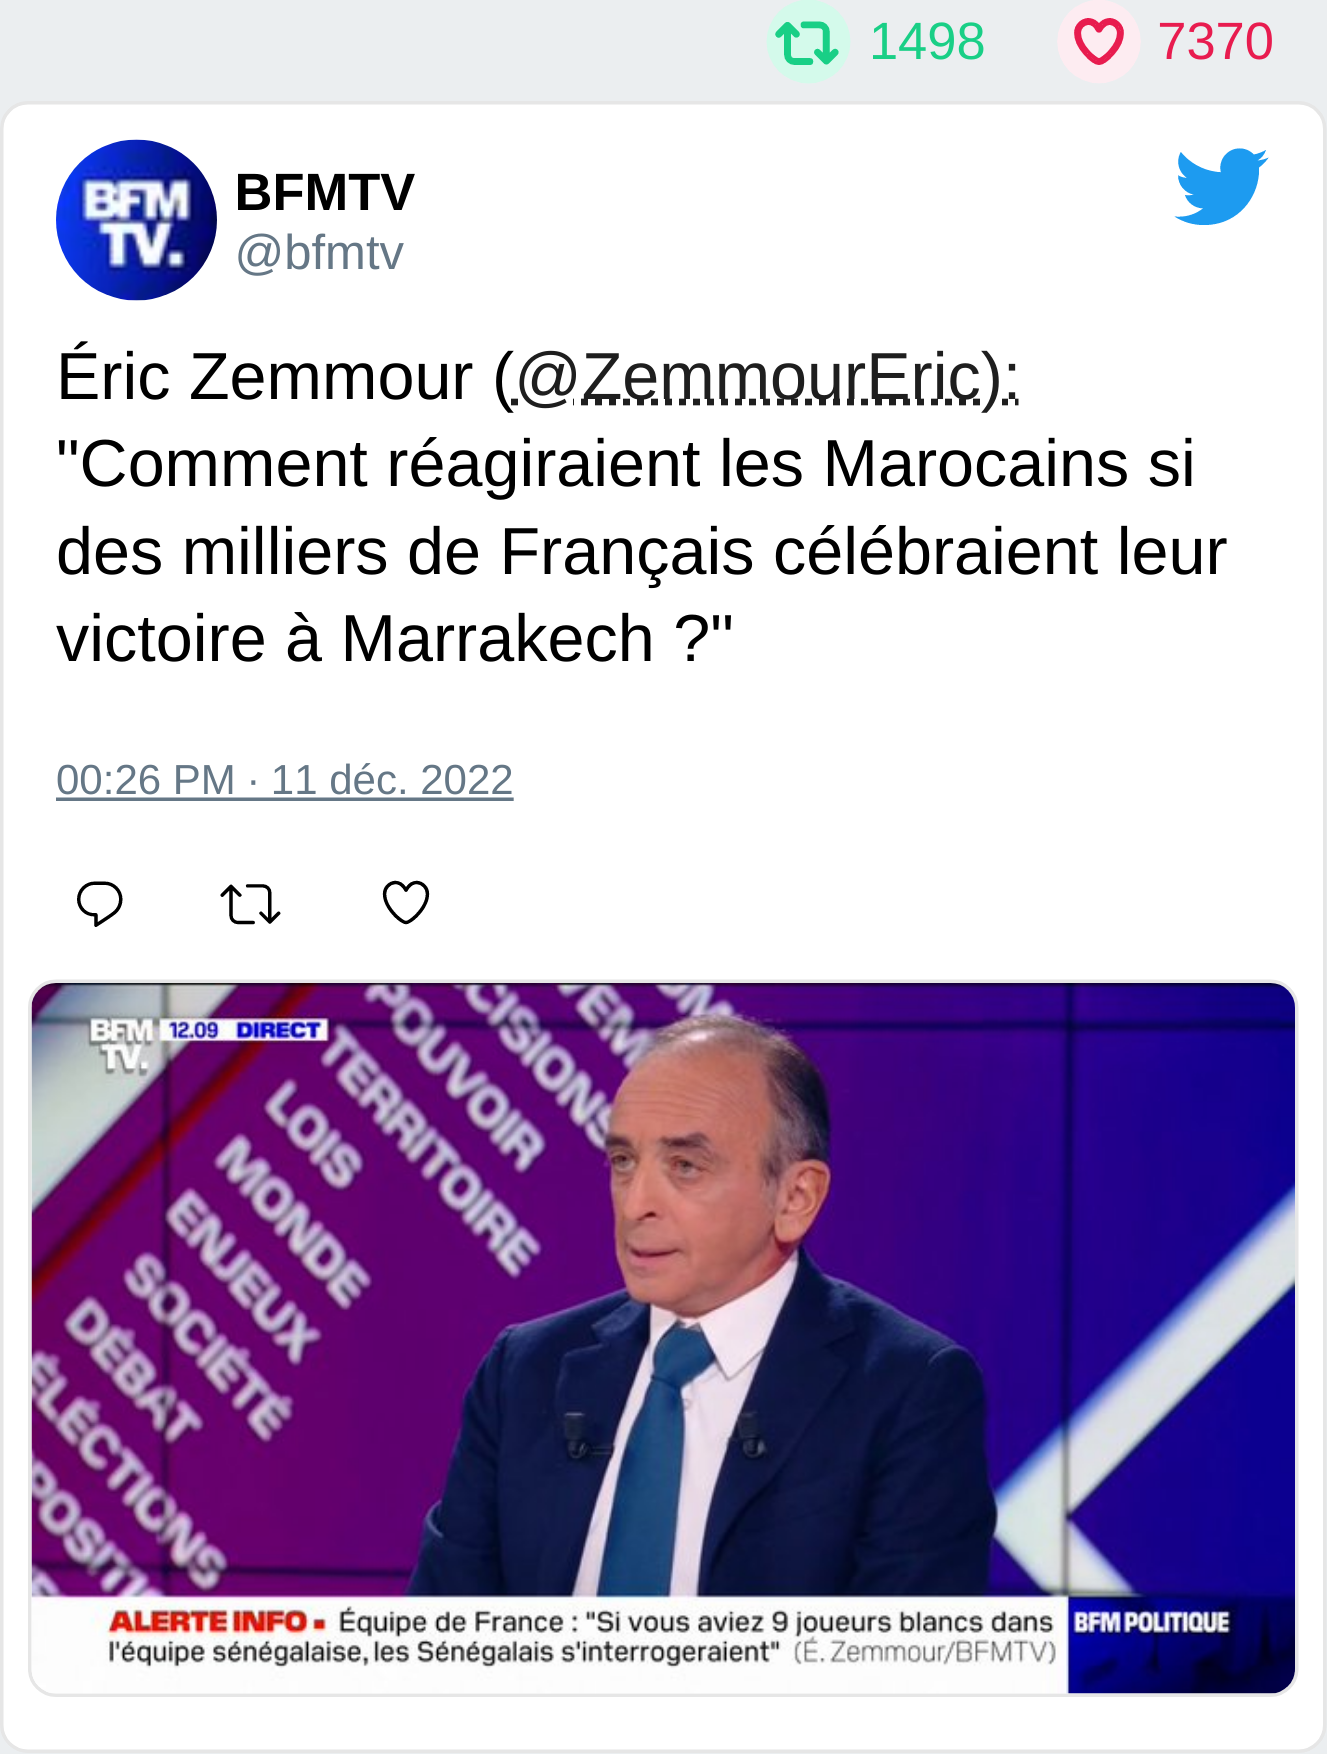 1498 7370
BFM
TV.
BFMTV
@bfmtv
Éric Zemmour (@ZemmourEric):
"Comment réagiraient les Marocains si
des milliers de Français célébraient leur
victoire à Marrakech ?"
00:26 PM · 11 déc. 2022
BFM
TV.
12.09 DIRECT
POUVOIR
TERRITOIRE
LOIS
MONDE
ENJEUX
SOCIÉTÉ
DÉBAT
ÉLÉCTIONS
ALERTE INFO ▪ Équipe de France : "Si vous aviez 9 joueurs blancs dans
l'équipe sénégalaise, les Sénégalais s'interrogeraient" (É. Zemmour/BFMTV)
BFM POLITIQUE